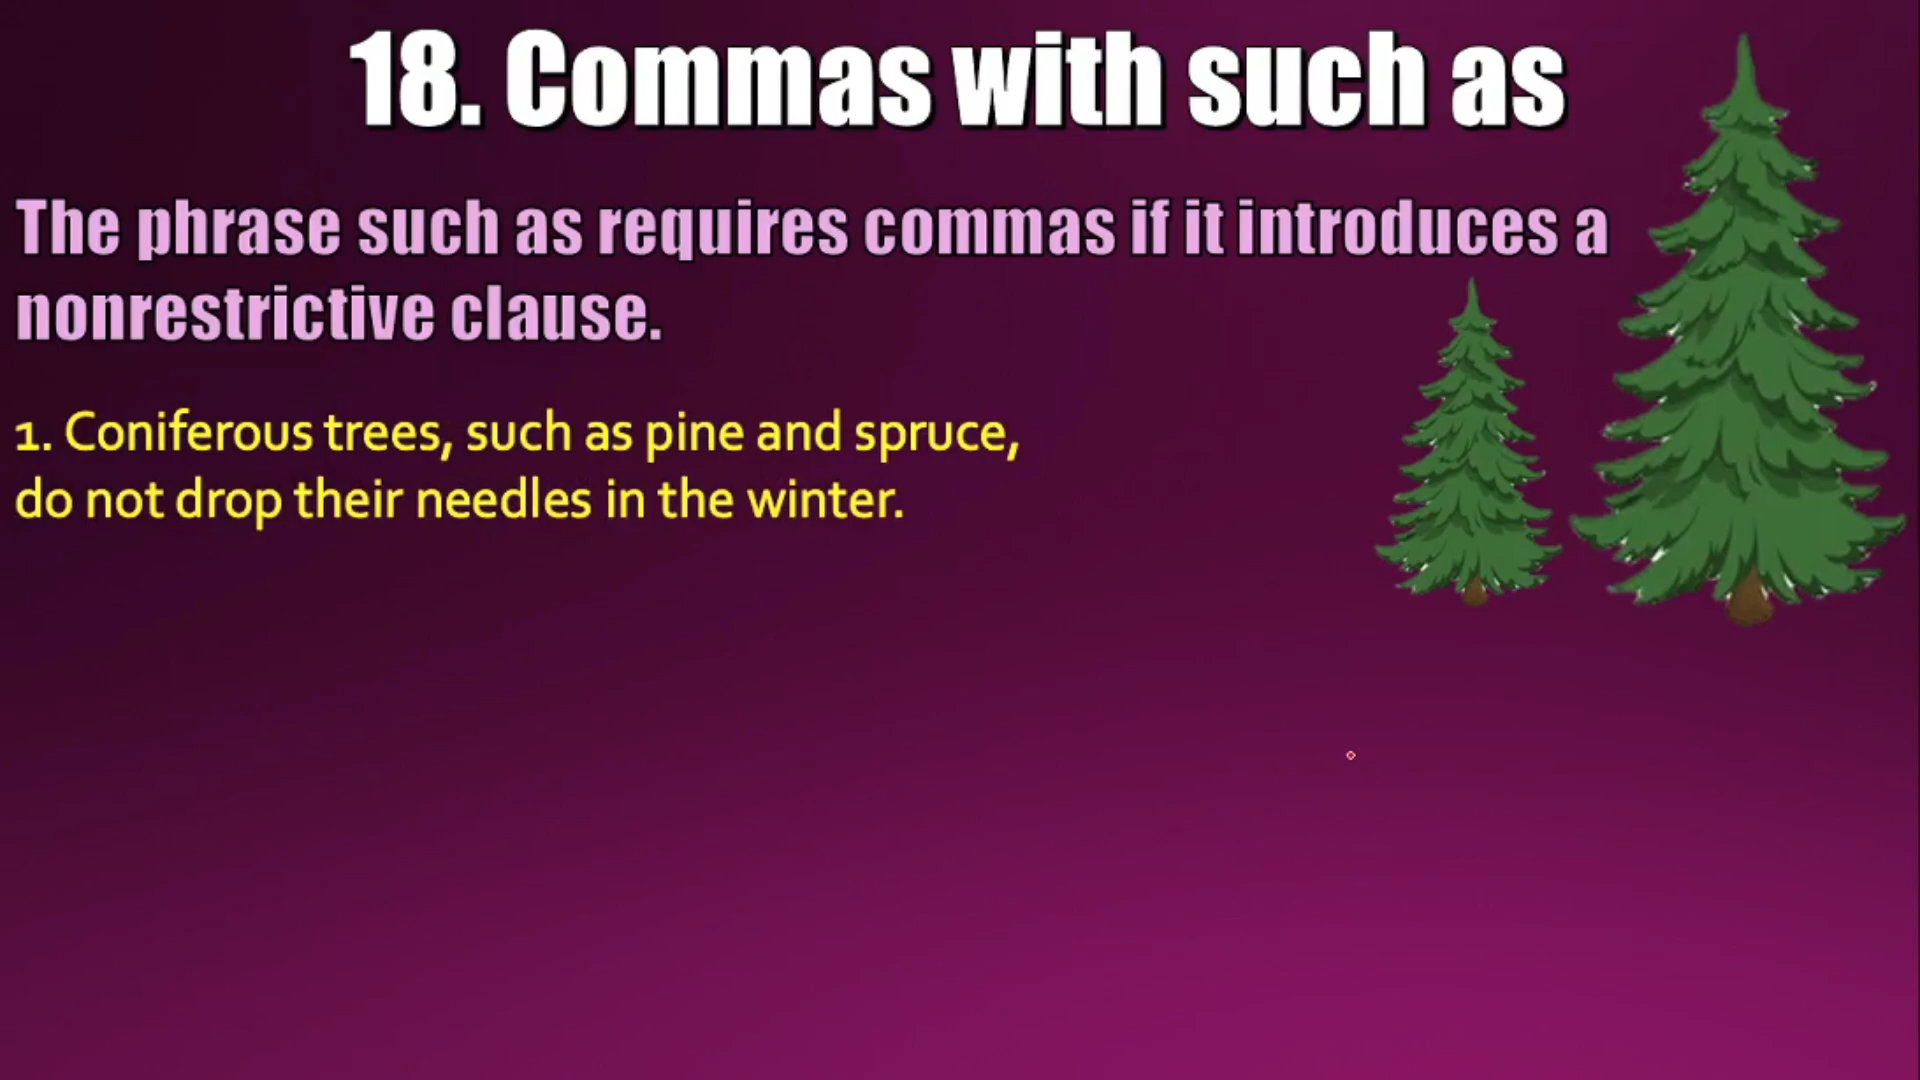 18. Commas with such as
The phrase such as requires commas if it introduces a
nonrestrictive clause.
1. Coniferous trees, such as pine and spruce,
do not drop their needles in the winter.